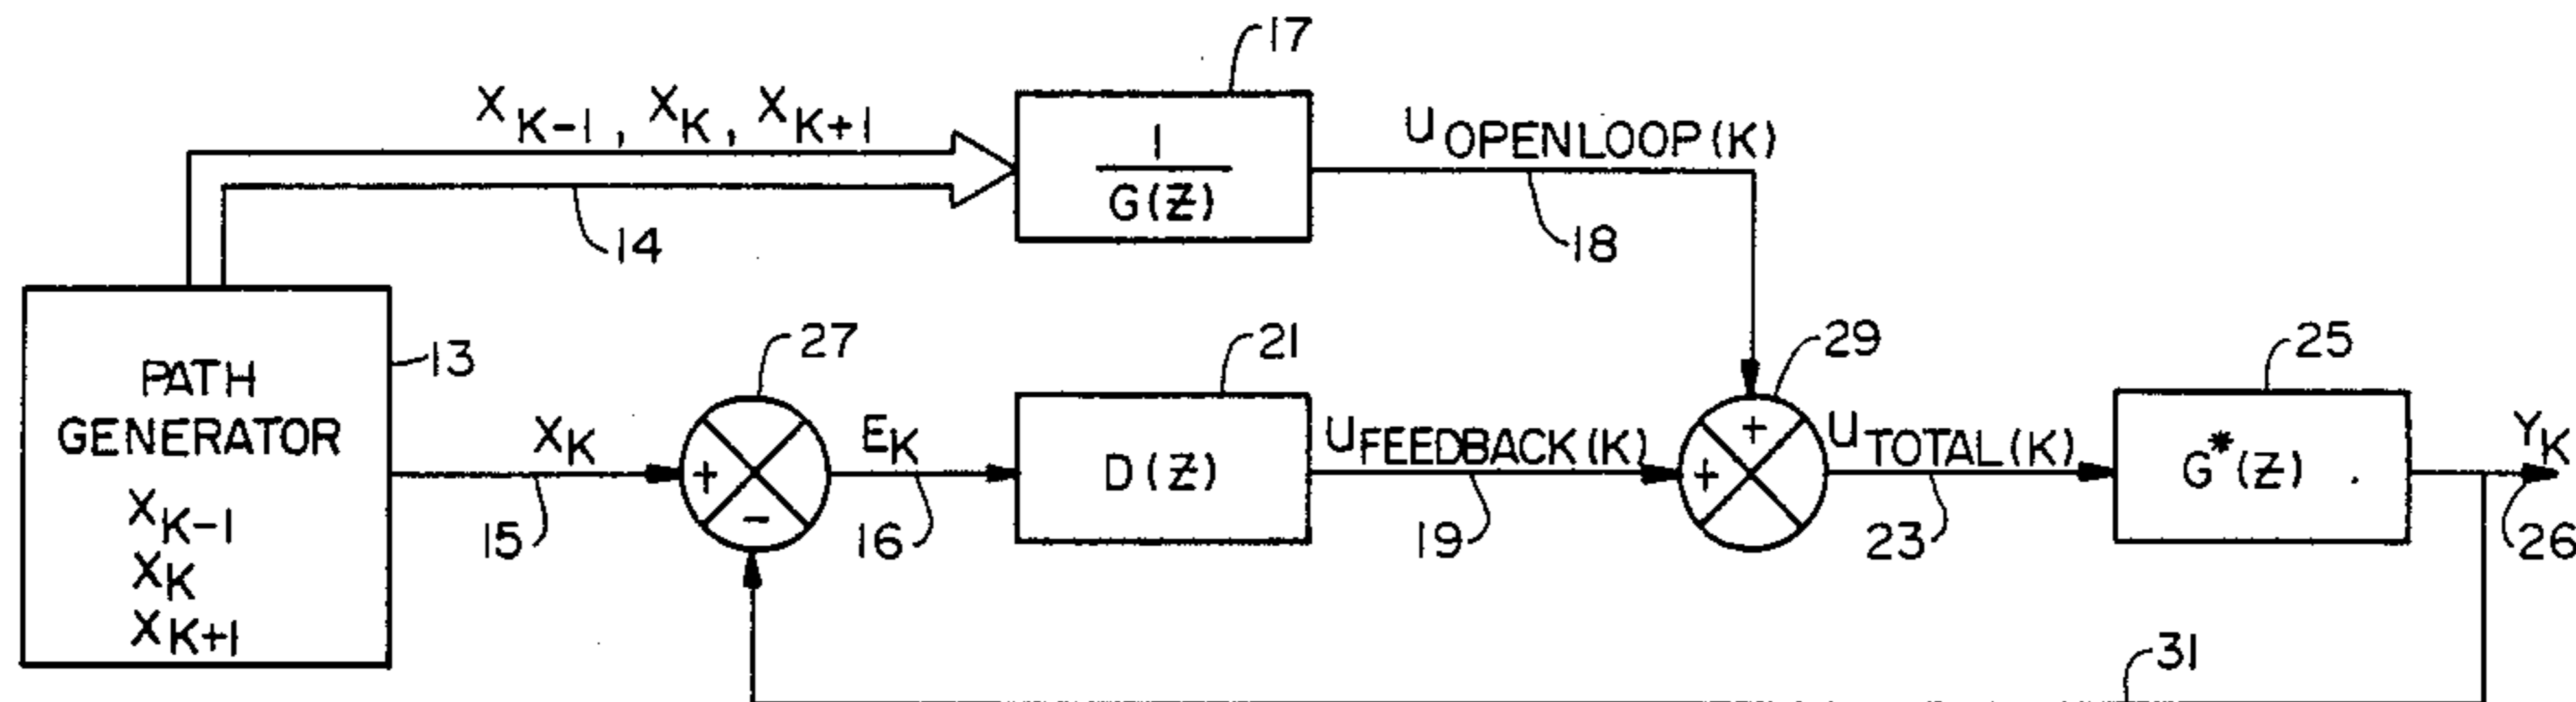 17
X K-1, X K, X K+1
1
G(Z)
U OPENLOOP(K)
14
18
PATH
GENERATOR
X K-1
X K
X K+1
13
X K
15
27
+
-
E K
16
21
D(Z)
U FEEDBACK(K)
19
29
+
+
U TOTAL(K)
23
25
G*(Z)
Y K
26
31